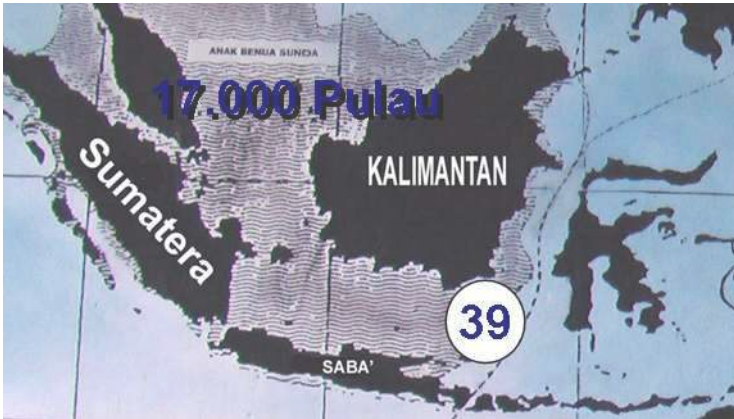 ANAK BENUA SUNDA
17.000 Pulau
Sumatera
KALIMANTAN
39
SABA'